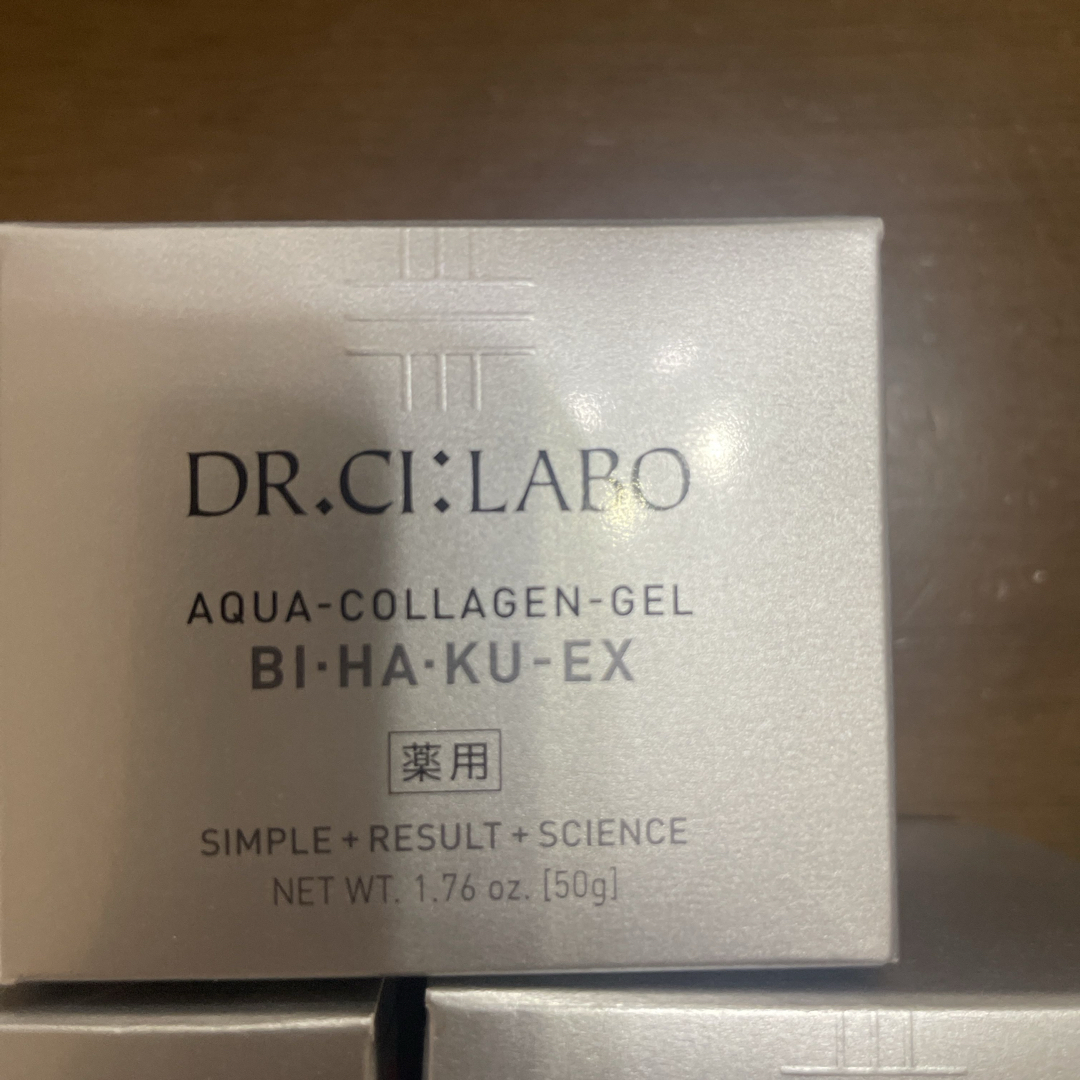 DR.CI:LABO
AQUA-COLLAGEN-GEL
BI·HA·KU-EX
薬用
SIMPLE + RESULT + SCIENCE
NET WT. 1.76 oz. [50g]